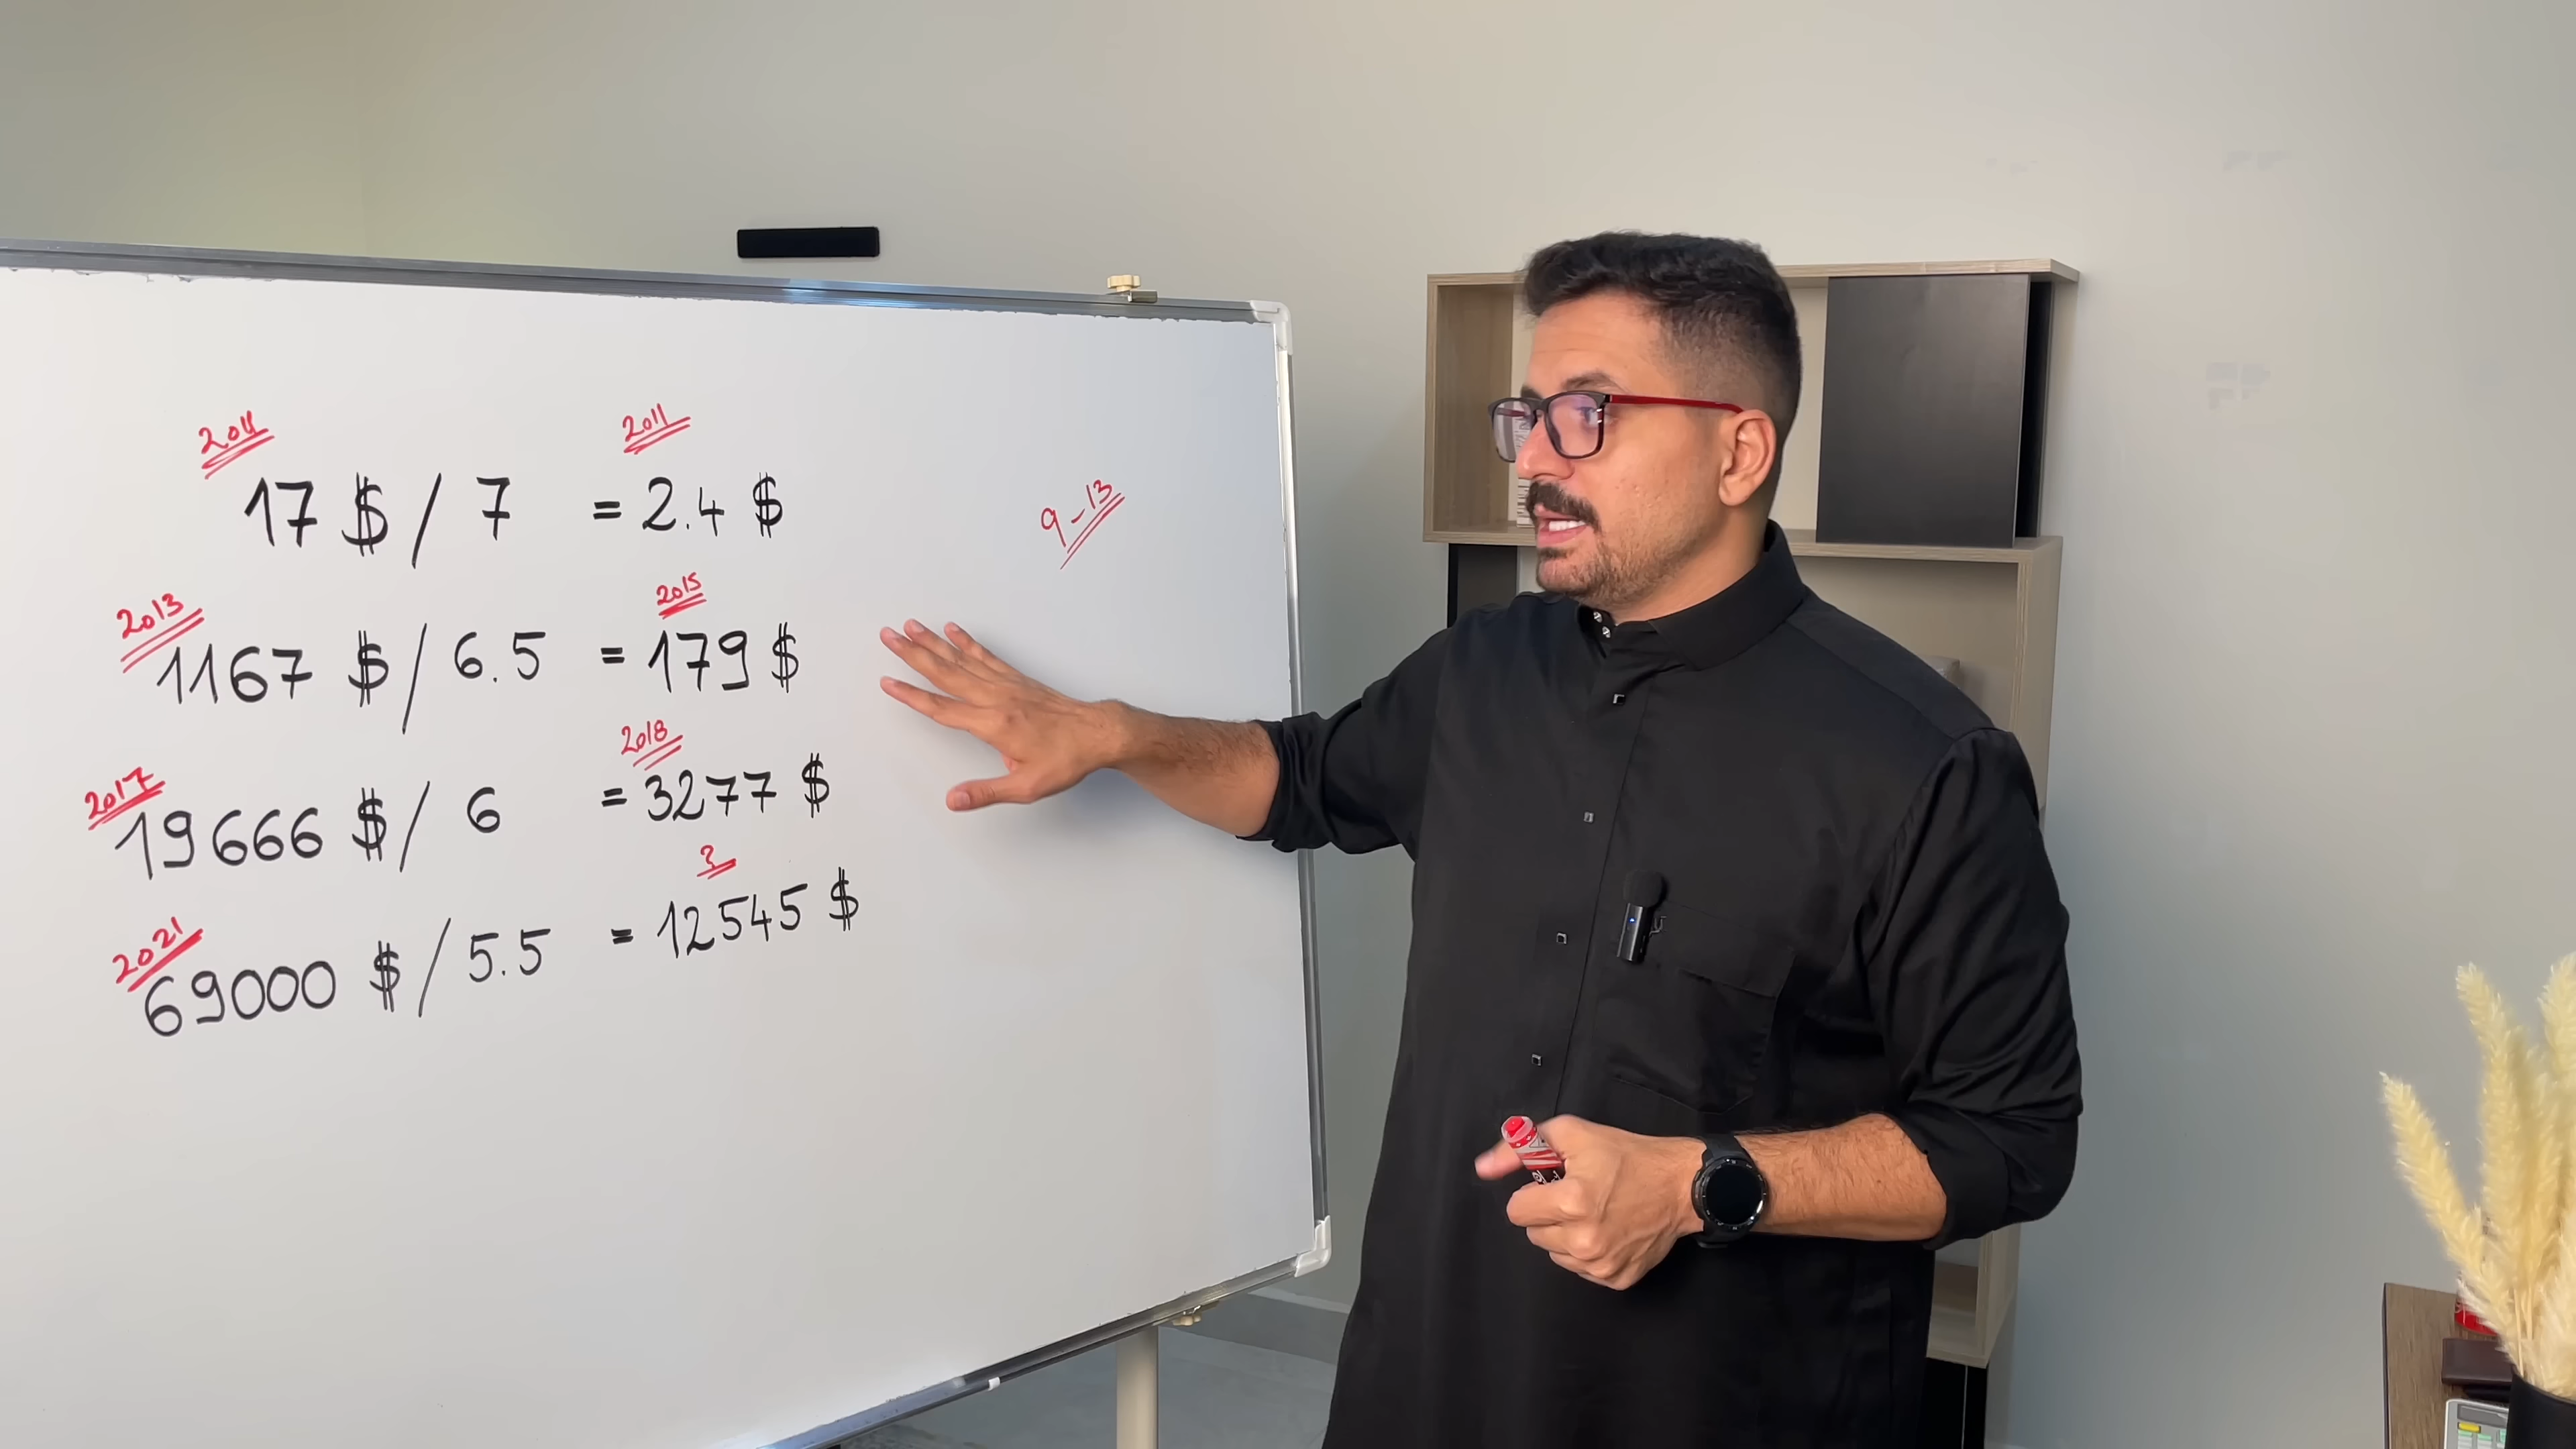 2011 2011
17 $ / 7 = 2.4 $
9-13
2013 2015
1167 $ / 6.5 = 179 $
2017 2018
19666 $ / 6 = 3277 $
2021 ?
69000 $ / 5.5 = 12545 $